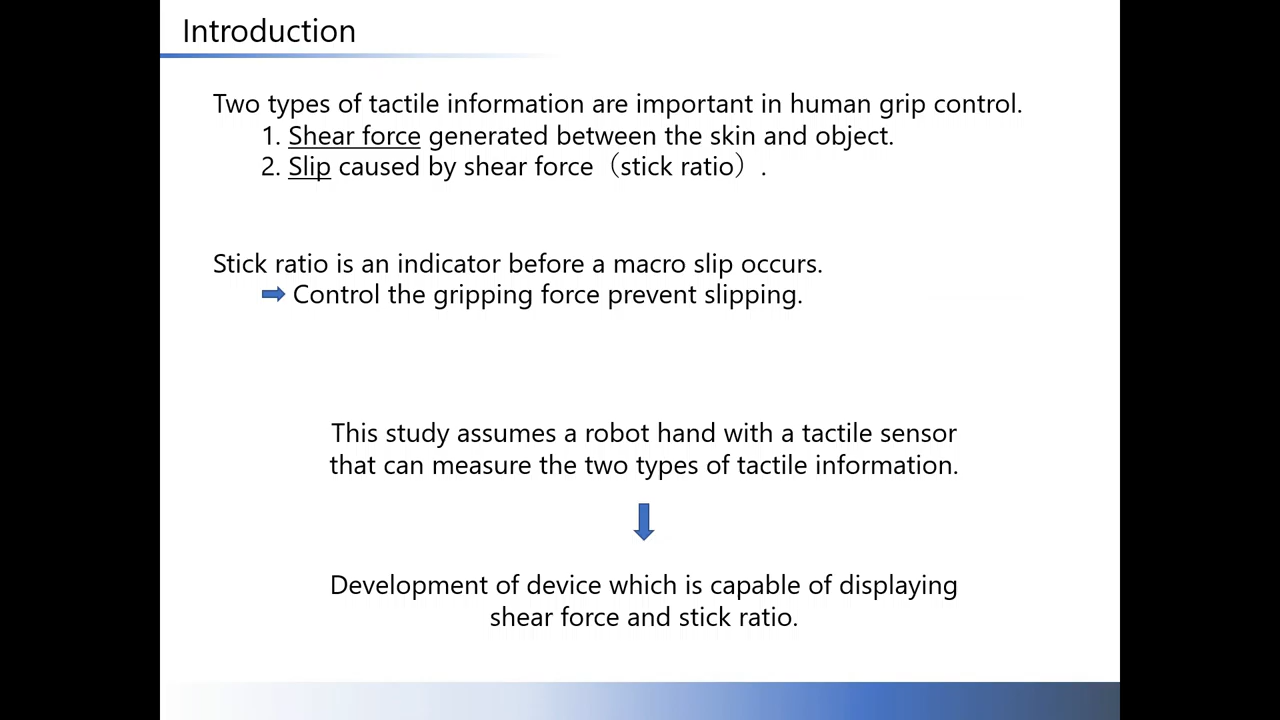 Introduction
Two types of tactile information are important in human grip control.
1. Shear force generated between the skin and object.
2. Slip caused by shear force（stick ratio）.
Stick ratio is an indicator before a macro slip occurs.
Control the gripping force prevent slipping.
This study assumes a robot hand with a tactile sensor
that can measure the two types of tactile information.
Development of device which is capable of displaying
shear force and stick ratio.